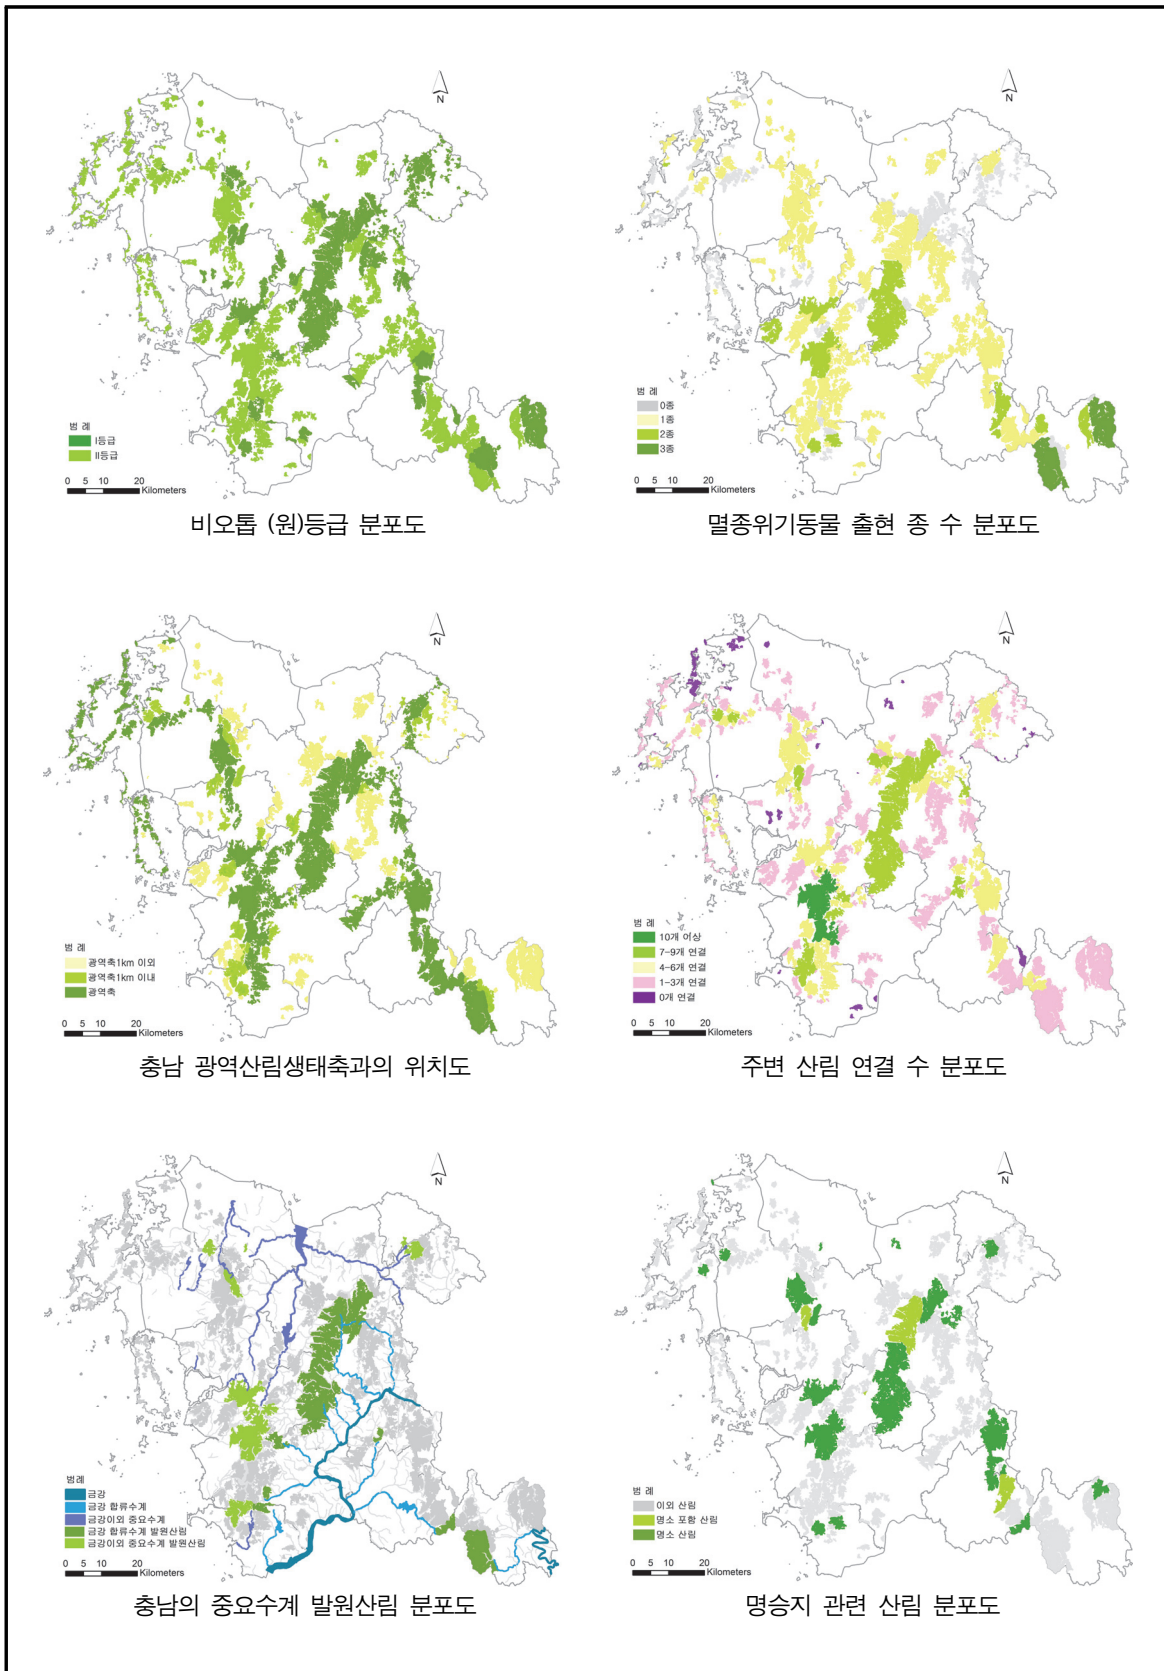 N
범 례
I등급
II등급
0 5 10 20
Kilometers
비오톱 (원)등급 분포도
N
범 례
0종
1종
2종
3종
0 5 10 20
Kilometers
멸종위기동물 출현 종 수 분포도
N
범 례
광역축1km 이외
광역축1km 이내
광역축
0 5 10 20
Kilometers
충남 광역산림생태축과의 위치도
N
범 례
10개 이상
7-9개 연결
4-6개 연결
1-3개 연결
0개 연결
0 5 10 20
Kilometers
주변 산림 연결 수 분포도
N
범례
금강
금강 합류수계
금강이외 중요수계
금강 합류수계 발원산림
금강이외 중요수계 발원산림
0 5 10 20
Kilometers
충남의 중요수계 발원산림 분포도
N
범 례
이외 산림
명소 포함 산림
명소 산림
0 5 10 20
Kilometers
명승지 관련 산림 분포도